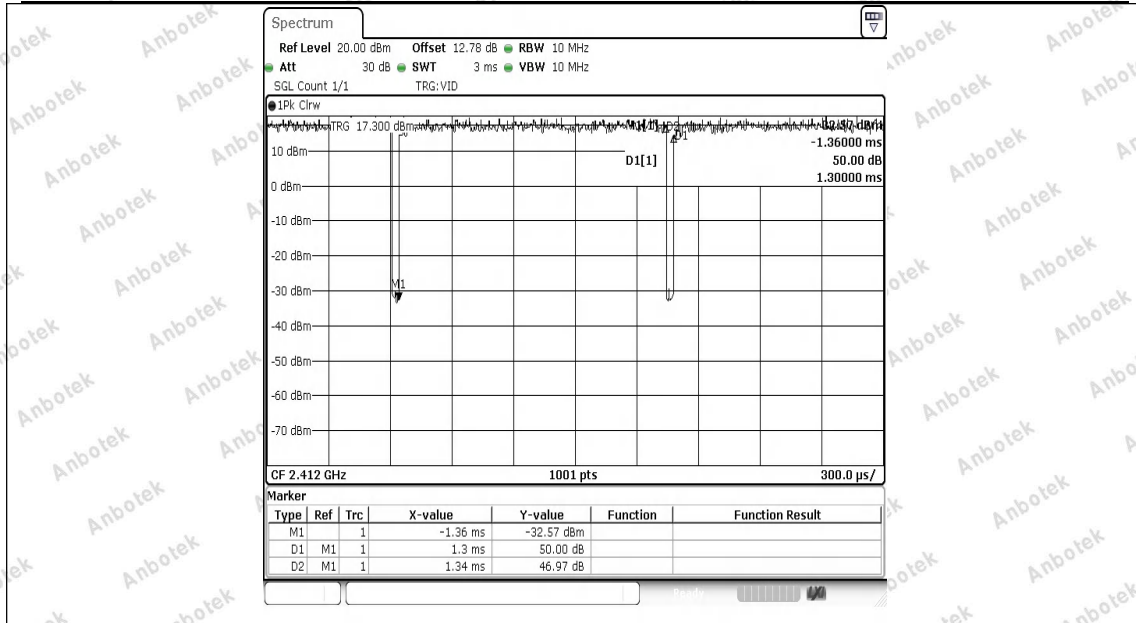 Spectrum
Ref Level 20.00 dBm Offset 12.78 dB RBW 10 MHz
Att 30 dB SWT 3 ms VBW 10 MHz
SGL Count 1/1 TRG:VID
1Pk Clrw
TRG 17.300 dBm
-1.36000 ms
10 dBm
D1[1] 50.00 dB
1.30000 ms
0 dBm
-10 dBm
-20 dBm
M1
-30 dBm
-40 dBm
-50 dBm
-60 dBm
-70 dBm
CF 2.412 GHz 1001 pts 300.0 µs/
Marker
Type Ref Trc X-value Y-value Function Function Result
M1 1 -1.36 ms -32.57 dBm
D1 M1 1 1.3 ms 50.00 dB
D2 M1 1 1.34 ms 46.97 dB
Ready
Anbotek